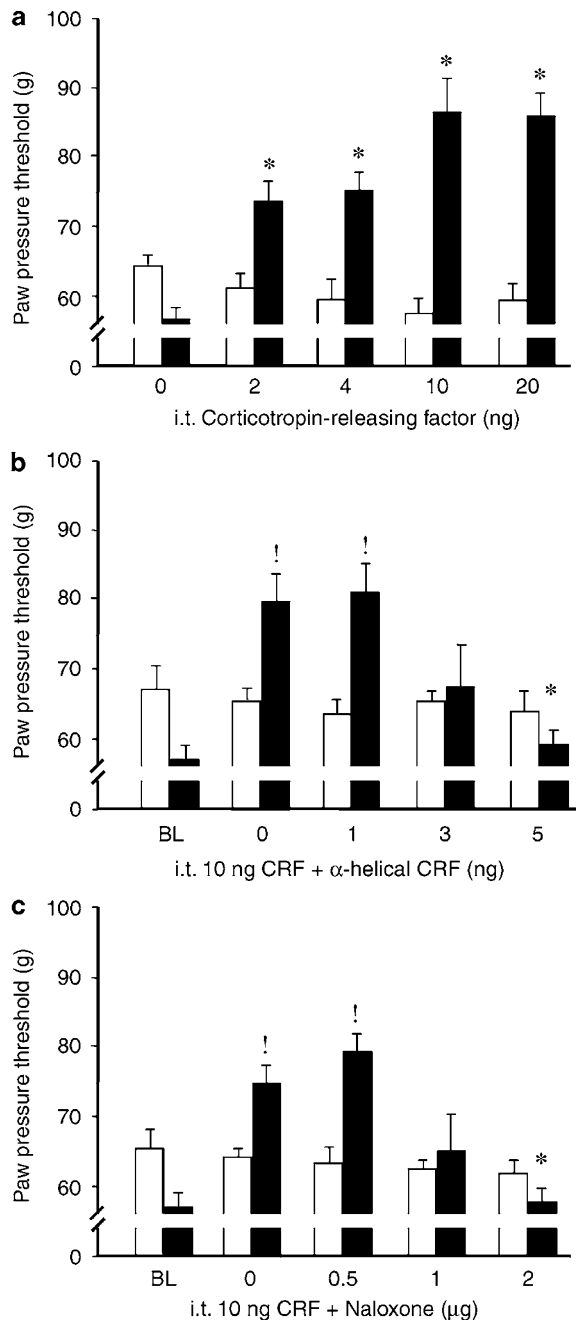 a
100
90
80
70
60
0
Paw pressure threshold (g)
* * * *
0 2 4 10 20
i.t. Corticotropin-releasing factor (ng)
b
100
90
80
70
60
0
Paw pressure threshold (g)
! ! *
BL 0 1 3 5
i.t. 10 ng CRF + α-helical CRF (ng)
c
100
90
80
70
60
0
Paw pressure threshold (g)
! ! *
BL 0 0.5 1 2
i.t. 10 ng CRF + Naloxone (μg)